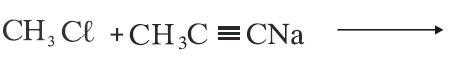 CH₃Cℓ + CH₃C ≡ CNa ⟶